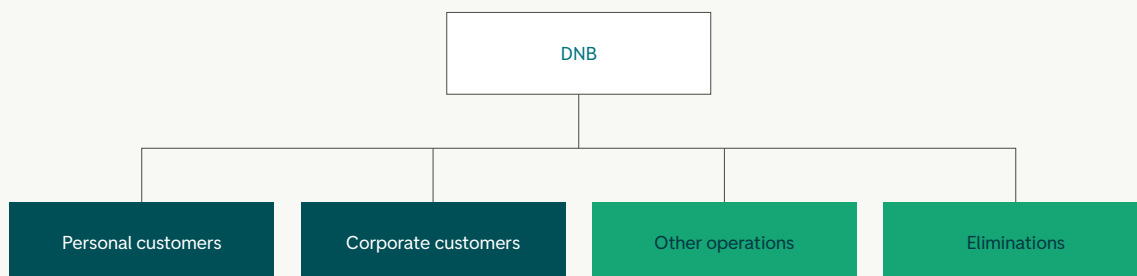 DNB
Personal customers
Corporate customers
Other operations
Eliminations